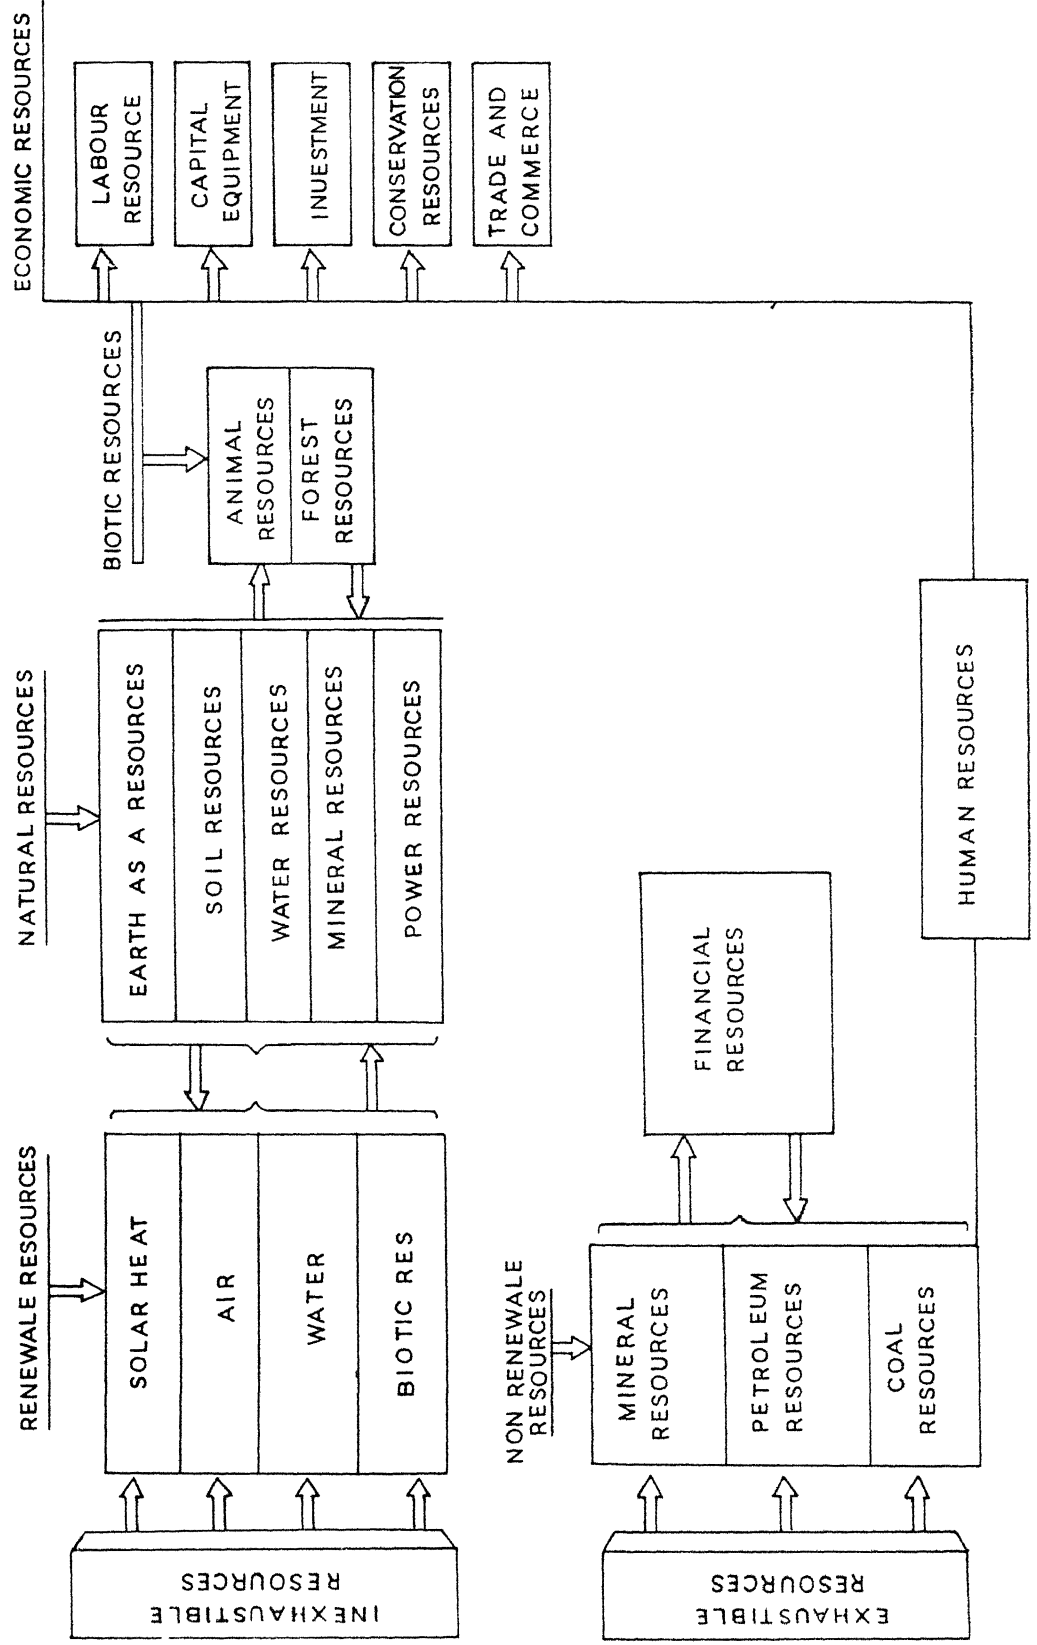 RENEWALE RESOURCES
NATURAL RESOURCES
BIOTIC RESOURCES
ECONOMIC RESOURCES
INEXHAUSTIBLE
RESOURCES
SOLAR HEAT
AIR
WATER
BIOTIC RES
EARTH AS A RESOURCES
SOIL RESOURCES
WATER RESOURCES
MINERAL RESOURCES
POWER RESOURCES
ANIMAL
RESOURCES
FOREST
RESOURCES
LABOUR
RESOURCE
CAPITAL
EQUIPMENT
INUESTMENT
CONSERVATION
RESOURCES
TRADE AND
COMMERCE
NON RENEWALE
RESOURCES
EXHAUSTIBLE
RESOURCES
MINERAL
RESOURCES
PETROLEUM
RESOURCES
COAL
RESOURCES
FINANCIAL
RESOURCES
HUMAN RESOURCES